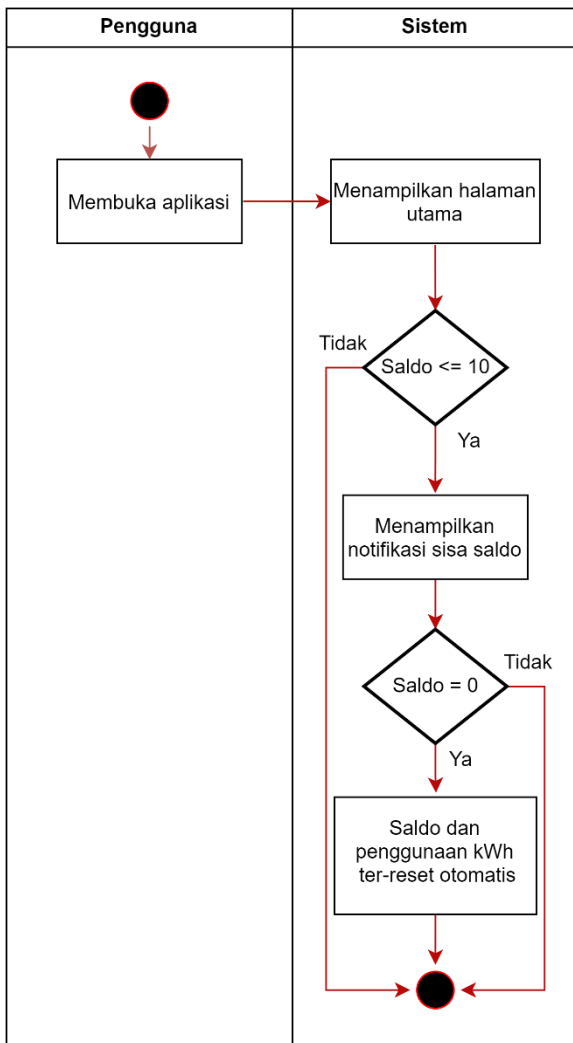 Pengguna
Sistem
Membuka aplikasi
Menampilkan halaman
utama
Tidak
Saldo <= 10
Ya
Menampilkan
notifikasi sisa saldo
Tidak
Saldo = 0
Ya
Saldo dan
penggunaan kWh
ter-reset otomatis